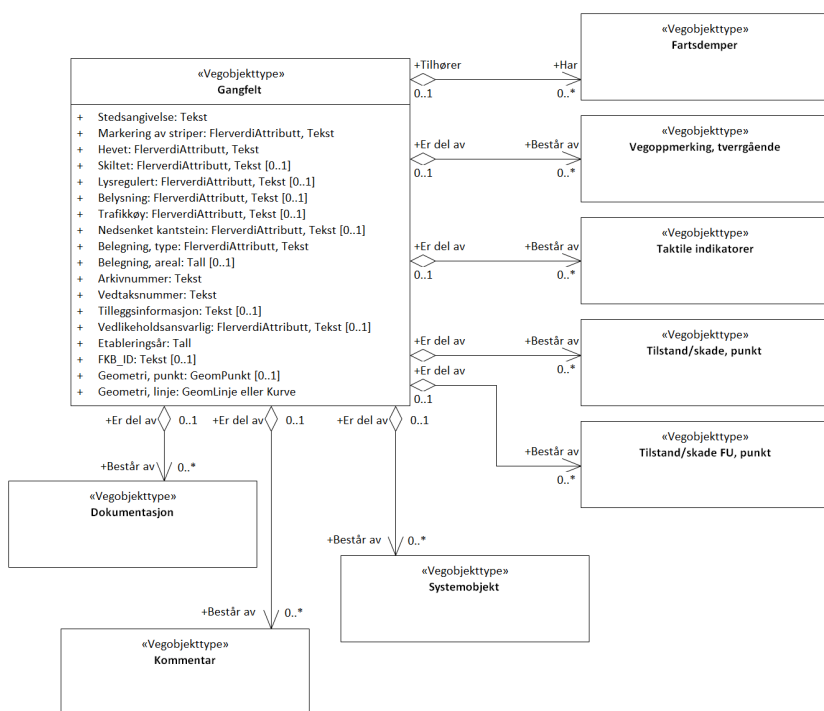 «Vegobjekttype»
Fartsdemper
+Tilhører
+Har
0..1
0..*
«Vegobjekttype»
Gangfelt
+ Stedsangivelse: Tekst
+ Markering av striper: FlerverdiAttributt, Tekst
+ Hevet: FlerverdiAttributt, Tekst
+ Skiltet: FlerverdiAttributt, Tekst [0..1]
+ Lysregulert: FlerverdiAttributt, Tekst [0..1]
+ Belysning: FlerverdiAttributt, Tekst [0..1]
+ Trafikkøy: FlerverdiAttributt, Tekst [0..1]
+ Nedsenket kantstein: FlerverdiAttributt, Tekst [0..1]
+ Belegning, type: FlerverdiAttributt, Tekst
+ Belegning, areal: Tall [0..1]
+ Arkivnummer: Tekst
+ Vedtaksnummer: Tekst
+ Tilleggsinformasjon: Tekst [0..1]
+ Vedlikeholdsansvarlig: FlerverdiAttributt, Tekst [0..1]
+ Etableringsår: Tall
+ FKB_ID: Tekst [0..1]
+ Geometri, punkt: GeomPunkt [0..1]
+ Geometri, linje: GeomLinje eller Kurve
+Er del av
+Består av
0..1
0..*
«Vegobjekttype»
Vegoppmerking, tverrgående
+Er del av
+Består av
0..1
0..*
«Vegobjekttype»
Taktile indikatorer
+Er del av
+Består av
0..1
0..*
«Vegobjekttype»
Tilstand/skade, punkt
+Er del av
0..1
+Består av
0..*
«Vegobjekttype»
Tilstand/skade FU, punkt
+Er del av
0..1
+Er del av
0..1
+Er del av
0..1
+Består av
0..*
«Vegobjekttype»
Dokumentasjon
+Består av
0..*
«Vegobjekttype»
Systemobjekt
+Består av
0..*
«Vegobjekttype»
Kommentar